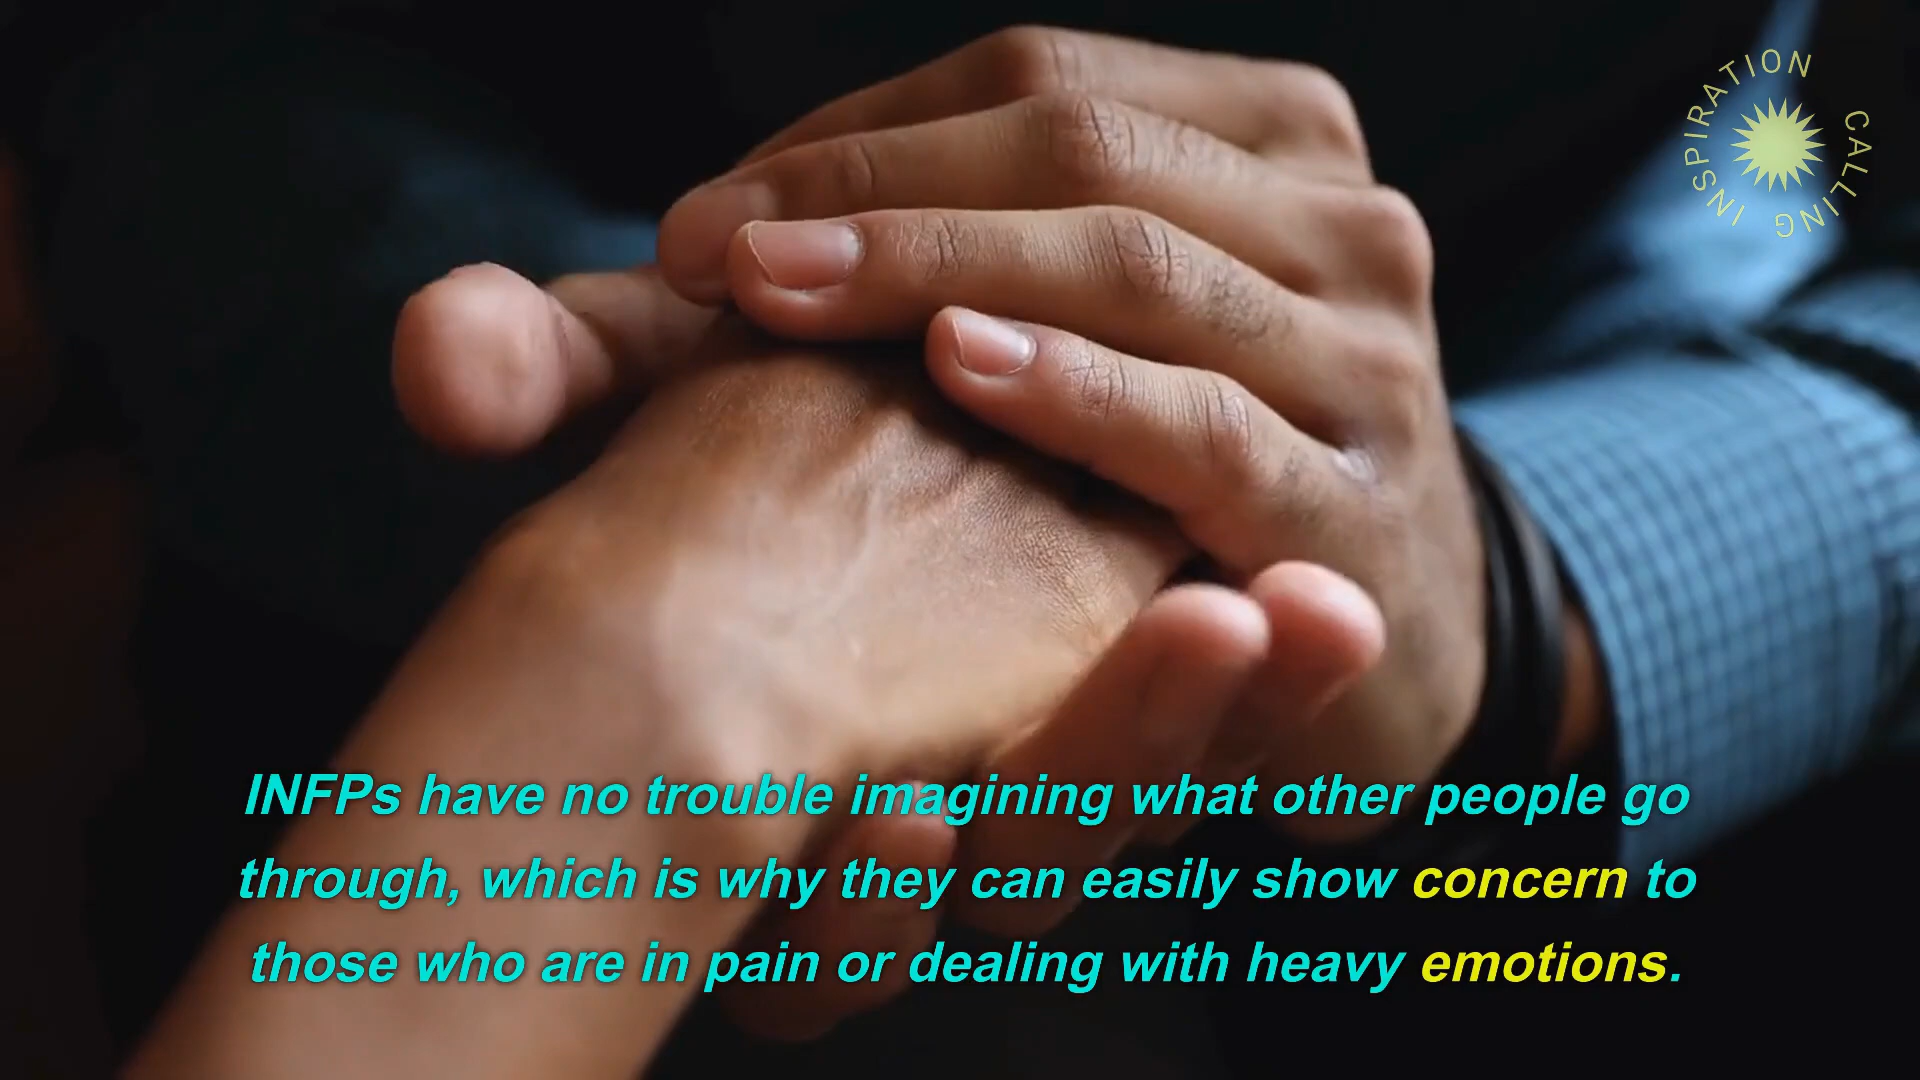 INSPIRATION CALLING
INFPs have no trouble imagining what other people go
through, which is why they can easily show concern to
those who are in pain or dealing with heavy emotions.